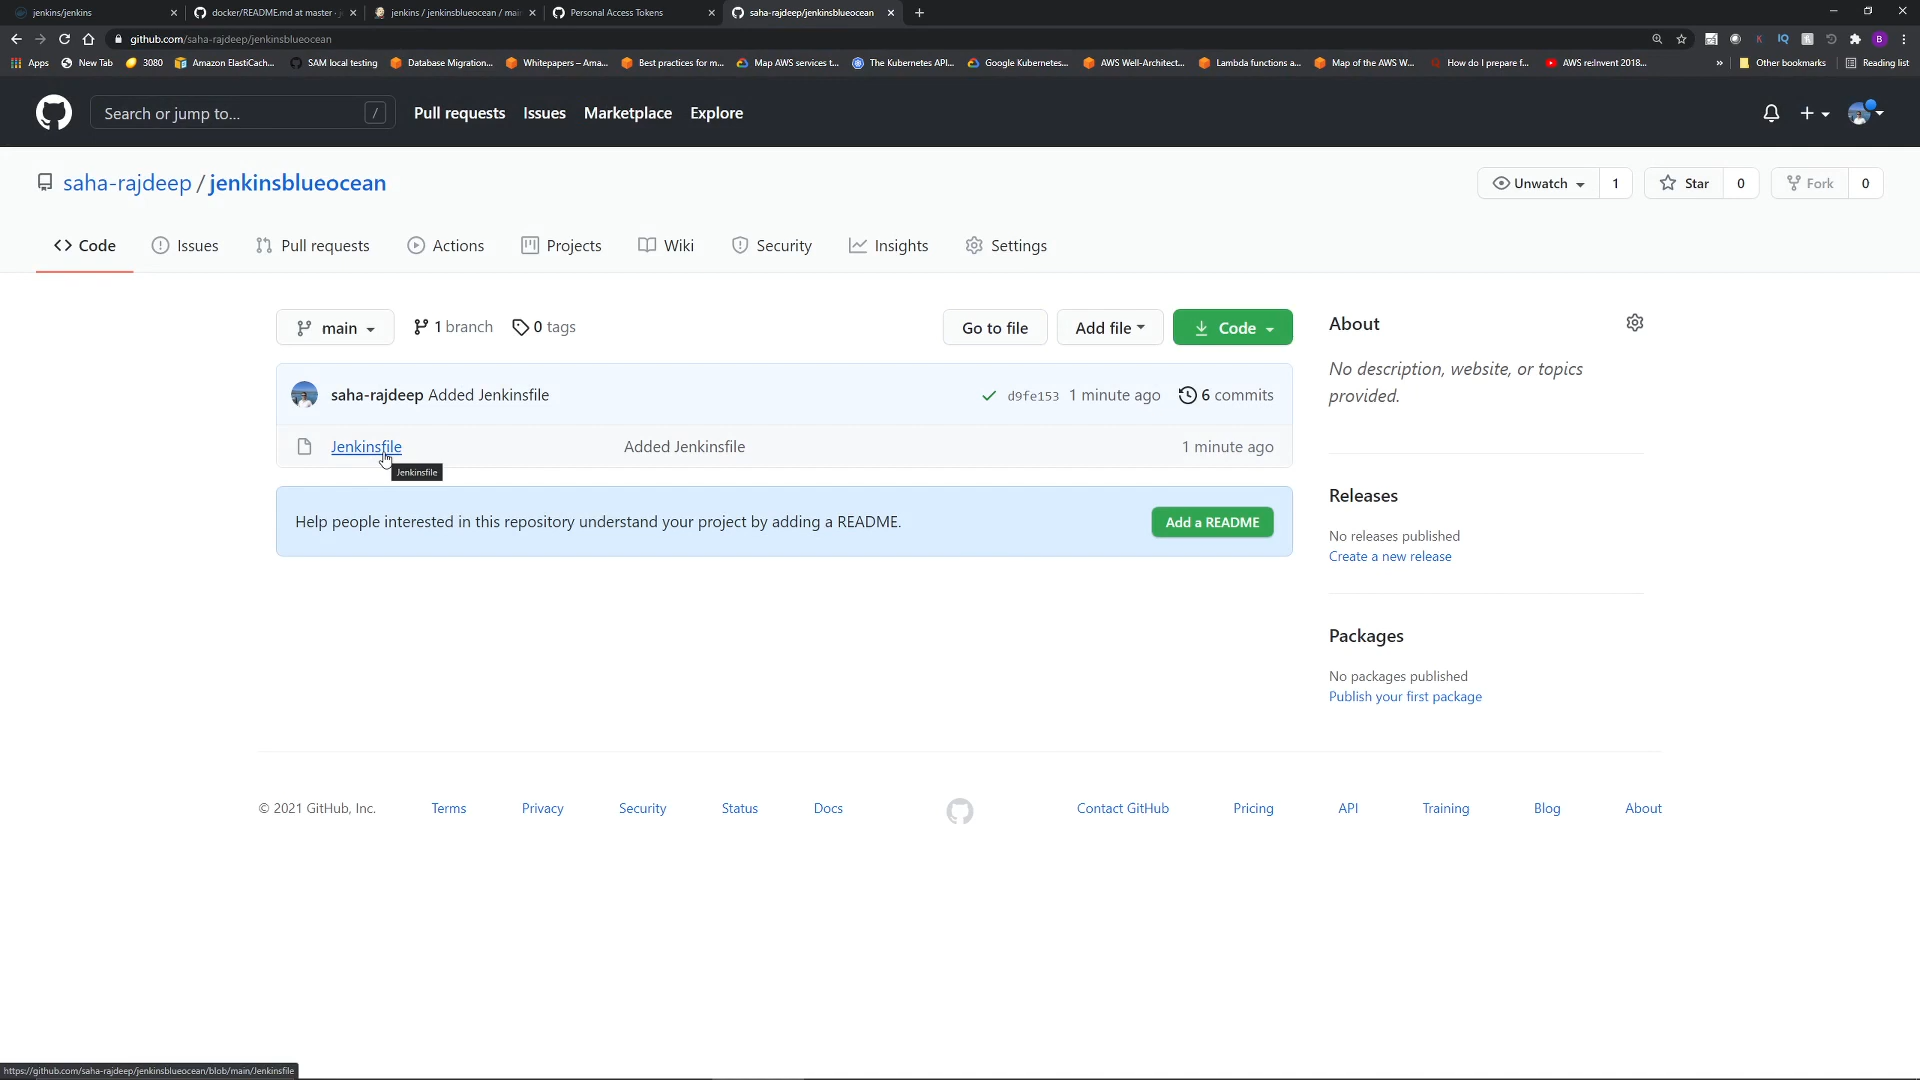 jenkins/jenkins
docker/README.md at master · j
jenkins / jenkinsblueocean / mai
Personal Access Tokens
saha-rajdeep/jenkinsblueocean
github.com/saha-rajdeep/jenkinsblueocean
Apps
New Tab
3080
Amazon ElastiCach...
SAM local testing
Database Migration...
Whitepapers – Ama...
Best practices for m...
Map AWS services t...
The Kubernetes API...
Google Kubernetes...
AWS Well-Architect...
Lambda functions a...
Map of the AWS W...
How do I prepare f...
AWS re:Invent 2018...
»
Other bookmarks
Reading list
Search or jump to...
/
Pull requests
Issues
Marketplace
Explore
saha-rajdeep / jenkinsblueocean
Unwatch
1
Star
0
Fork
0
Code
Issues
Pull requests
Actions
Projects
Wiki
Security
Insights
Settings
main
1 branch
0 tags
Go to file
Add file
Code
About
No description, website, or topics
provided.
saha-rajdeep Added Jenkinsfile
d9fe153
1 minute ago
6 commits
Jenkinsfile
Added Jenkinsfile
1 minute ago
Jenkinsfile
Help people interested in this repository understand your project by adding a README.
Add a README
Releases
No releases published
Create a new release
Packages
No packages published
Publish your first package
© 2021 GitHub, Inc.
Terms
Privacy
Security
Status
Docs
Contact GitHub
Pricing
API
Training
Blog
About
https://github.com/saha-rajdeep/jenkinsblueocean/blob/main/Jenkinsfile